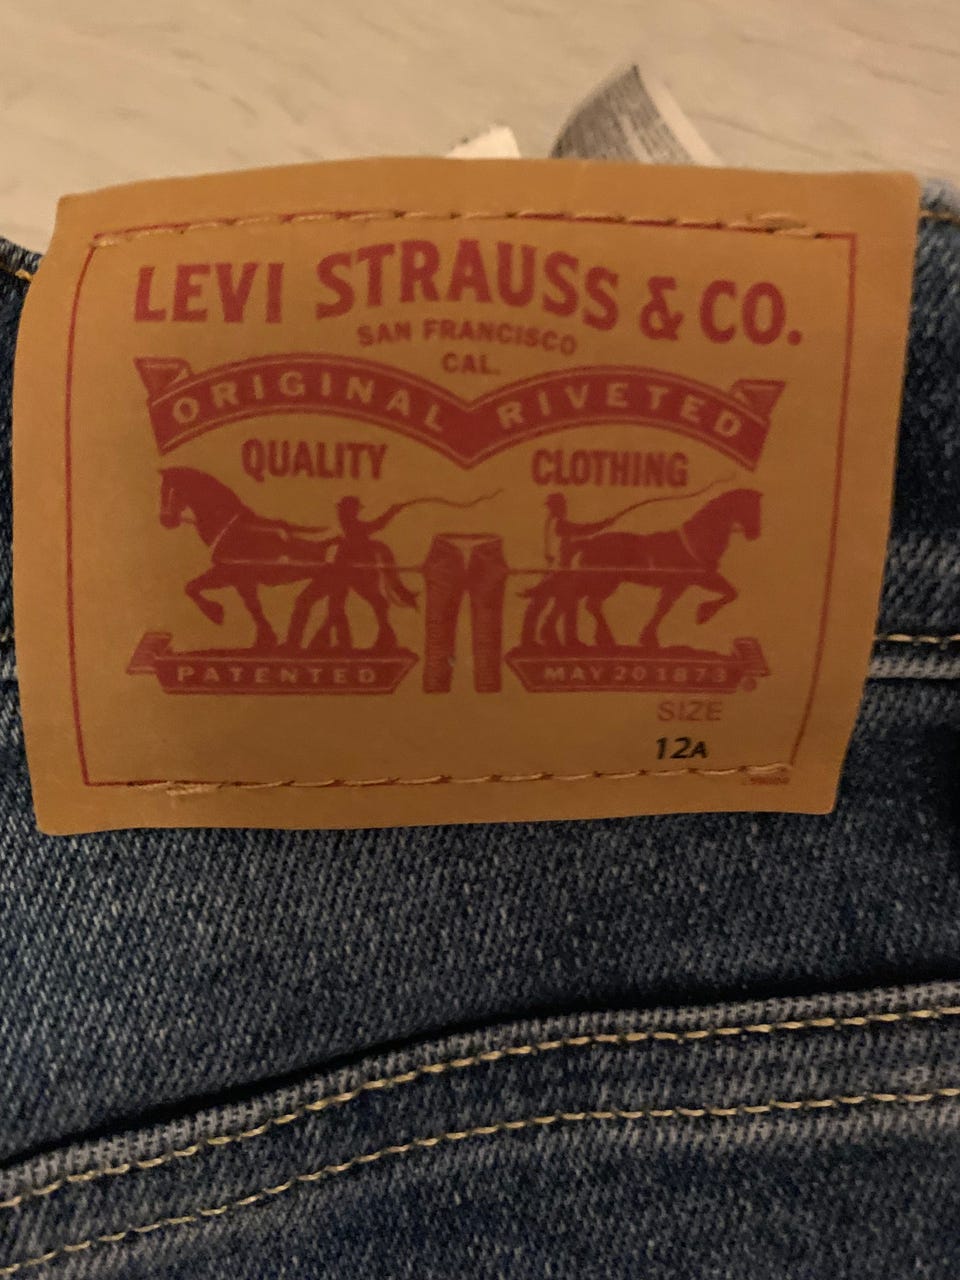 LEVI STRAUSS & CO.
SAN FRANCISCO
CAL.
ORIGINAL RIVETED
QUALITY CLOTHING
PATENTED MAY 20 1873
SIZE
12A